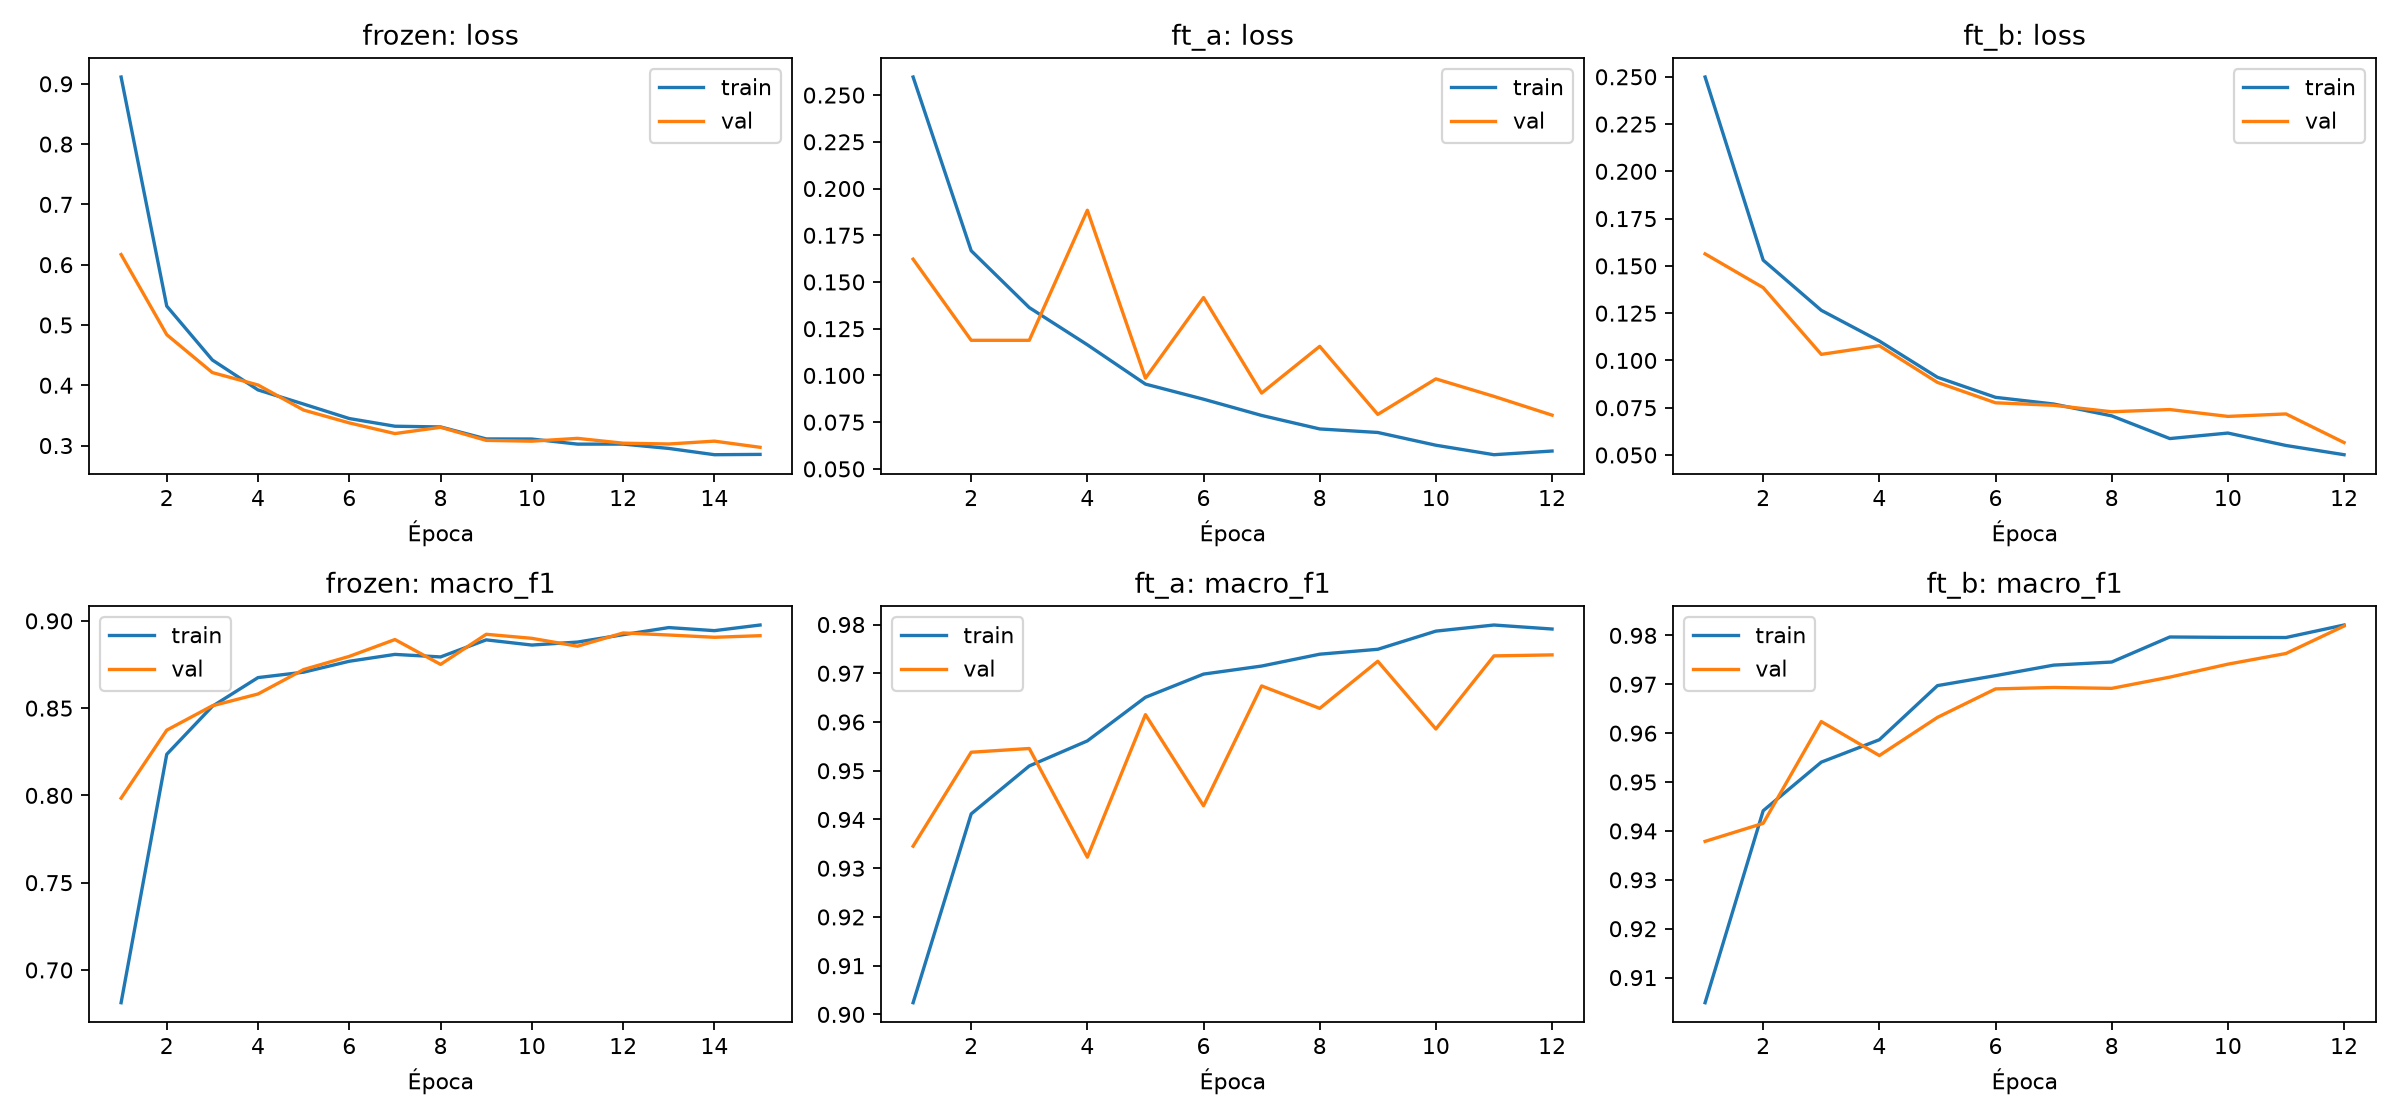 frozen: loss
0.9
0.8
0.7
0.6
0.5
0.4
0.3
train
val
2 4 6 8 10 12 14
Época
ft_a: loss
0.250
0.225
0.200
0.175
0.150
0.125
0.100
0.075
0.050
train
val
2 4 6 8 10 12
Época
ft_b: loss
0.250
0.225
0.200
0.175
0.150
0.125
0.100
0.075
0.050
train
val
2 4 6 8 10 12
Época
frozen: macro_f1
0.90
0.85
0.80
0.75
0.70
train
val
2 4 6 8 10 12 14
Época
ft_a: macro_f1
0.98
0.97
0.96
0.95
0.94
0.93
0.92
0.91
0.90
train
val
2 4 6 8 10 12
Época
ft_b: macro_f1
0.98
0.97
0.96
0.95
0.94
0.93
0.92
0.91
train
val
2 4 6 8 10 12
Época